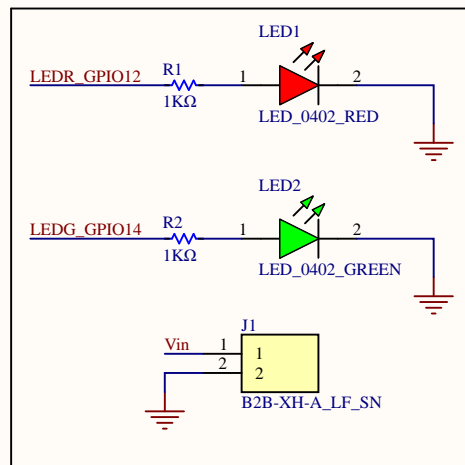 LED1
LEDR_GPIO12 R1 1 2
1KΩ LED_0402_RED
LED2
LEDG_GPIO14 R2 1 2
1KΩ LED_0402_GREEN
J1
Vin 1 1
2 2
B2B-XH-A_LF_SN